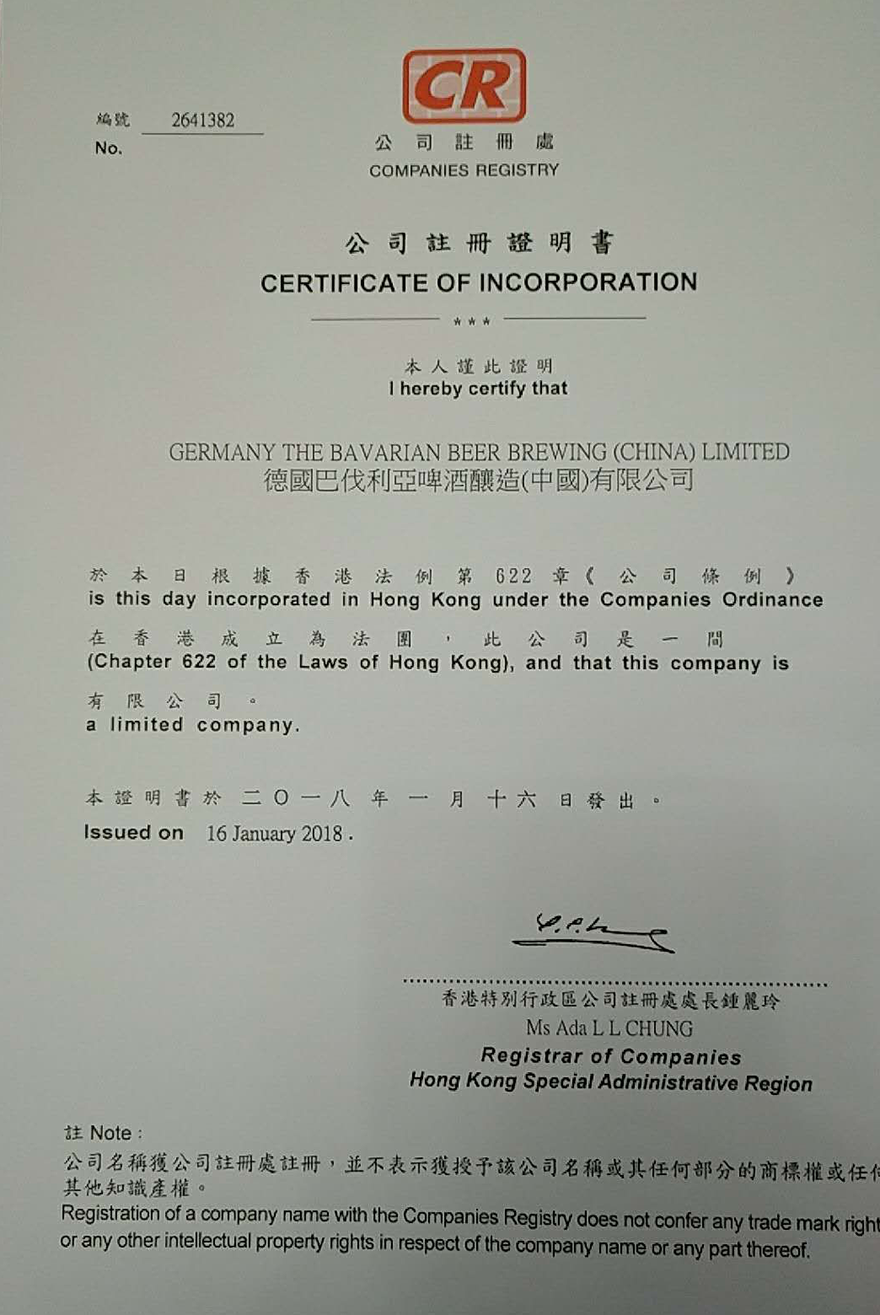 CR
編號 2641382
No.
公司註冊處
COMPANIES REGISTRY
公司註冊證明書
CERTIFICATE OF INCORPORATION
***
本人謹此證明
I hereby certify that
GERMANY THE BAVARIAN BEER BREWING (CHINA) LIMITED
德國巴伐利亞啤酒釀造(中國)有限公司
於本日根據香港法例第622章《公司條例》
is this day incorporated in Hong Kong under the Companies Ordinance
在香港成立為法團，此公司是一間
(Chapter 622 of the Laws of Hong Kong), and that this company is
有限公司。
a limited company.
本證明書於二〇一八年一月十六日發出。
Issued on 16 January 2018.
香港特別行政區公司註冊處處長鍾麗玲
Ms Ada L L CHUNG
Registrar of Companies
Hong Kong Special Administrative Region
註 Note :
公司名稱獲公司註冊處註冊，並不表示獲授予該公司名稱或其任何部分的商標權或任何
其他知識產權。
Registration of a company name with the Companies Registry does not confer any trade mark right
or any other intellectual property rights in respect of the company name or any part thereof.